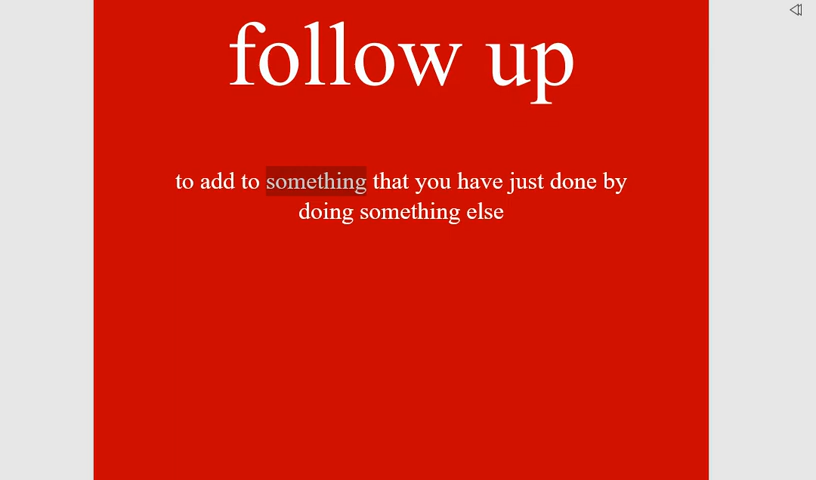 follow up
to add to something that you have just done by
doing something else